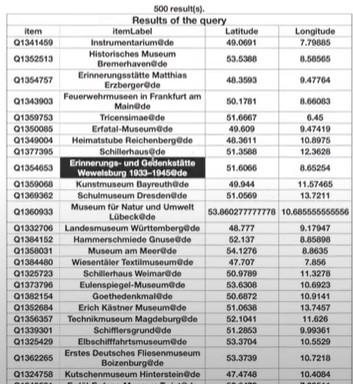 500 result(s).
Results of the query
item itemLabel Latitude Longitude
Q1341459 Instrumentarium@de 49.0691 7.79885
Q1352513 Historisches Museum Bremerhaven@de 53.5388 8.58565
Q1354757 Erinnerungsstätte Matthias Erzberger@de 48.3593 9.47764
Q1343903 Feuerwehrmuseen in Frankfurt am Main@de 50.1781 8.66083
Q1359753 Tricensimae@de 51.6667 6.45
Q1350085 Erfatal-Museum@de 49.609 9.47419
Q1349004 Heimatstube Reichenberg@de 48.3611 10.8975
Q1377395 Schillerhaus@de 51.3588 12.3628
Q1354653 Erinnerungs- und Gedenkstätte Wewelsburg 1933–1945@de 51.6066 8.65254
Q1359068 Kunstmuseum Bayreuth@de 49.944 11.57465
Q1369362 Schulmuseum Dresden@de 51.0569 13.7211
Q1360933 Museum für Natur und Umwelt Lübeck@de 53.860277777778 10.685555555556
Q1332706 Landesmuseum Württemberg@de 48.777 9.17947
Q1384152 Hammerschmiede Gnuse@de 52.137 8.85898
Q1358031 Museum am Meer@de 54.1286 8.8635
Q1384480 Wiesentäler Textilmuseum@de 47.707 7.856
Q1325723 Schillerhaus Weimar@de 50.9789 11.3278
Q1373796 Eulenspiegel-Museum@de 53.6308 10.6923
Q1382154 Goethedenkmal@de 50.6872 10.9141
Q1352684 Erich Kästner Museum@de 51.0638 13.7457
Q1356357 Technikmuseum Magdeburg@de 52.1041 11.626
Q1339301 Schifflersgrund@de 51.2853 9.99361
Q1325429 Elbschifffahrtsmuseum@de 53.3704 10.5529
Q1362265 Erstes Deutsches Fliesenmuseum Boizenburg@de 53.3739 10.7218
Q1324758 Kutschenmuseum Hinterstein@de 47.4748 10.4084